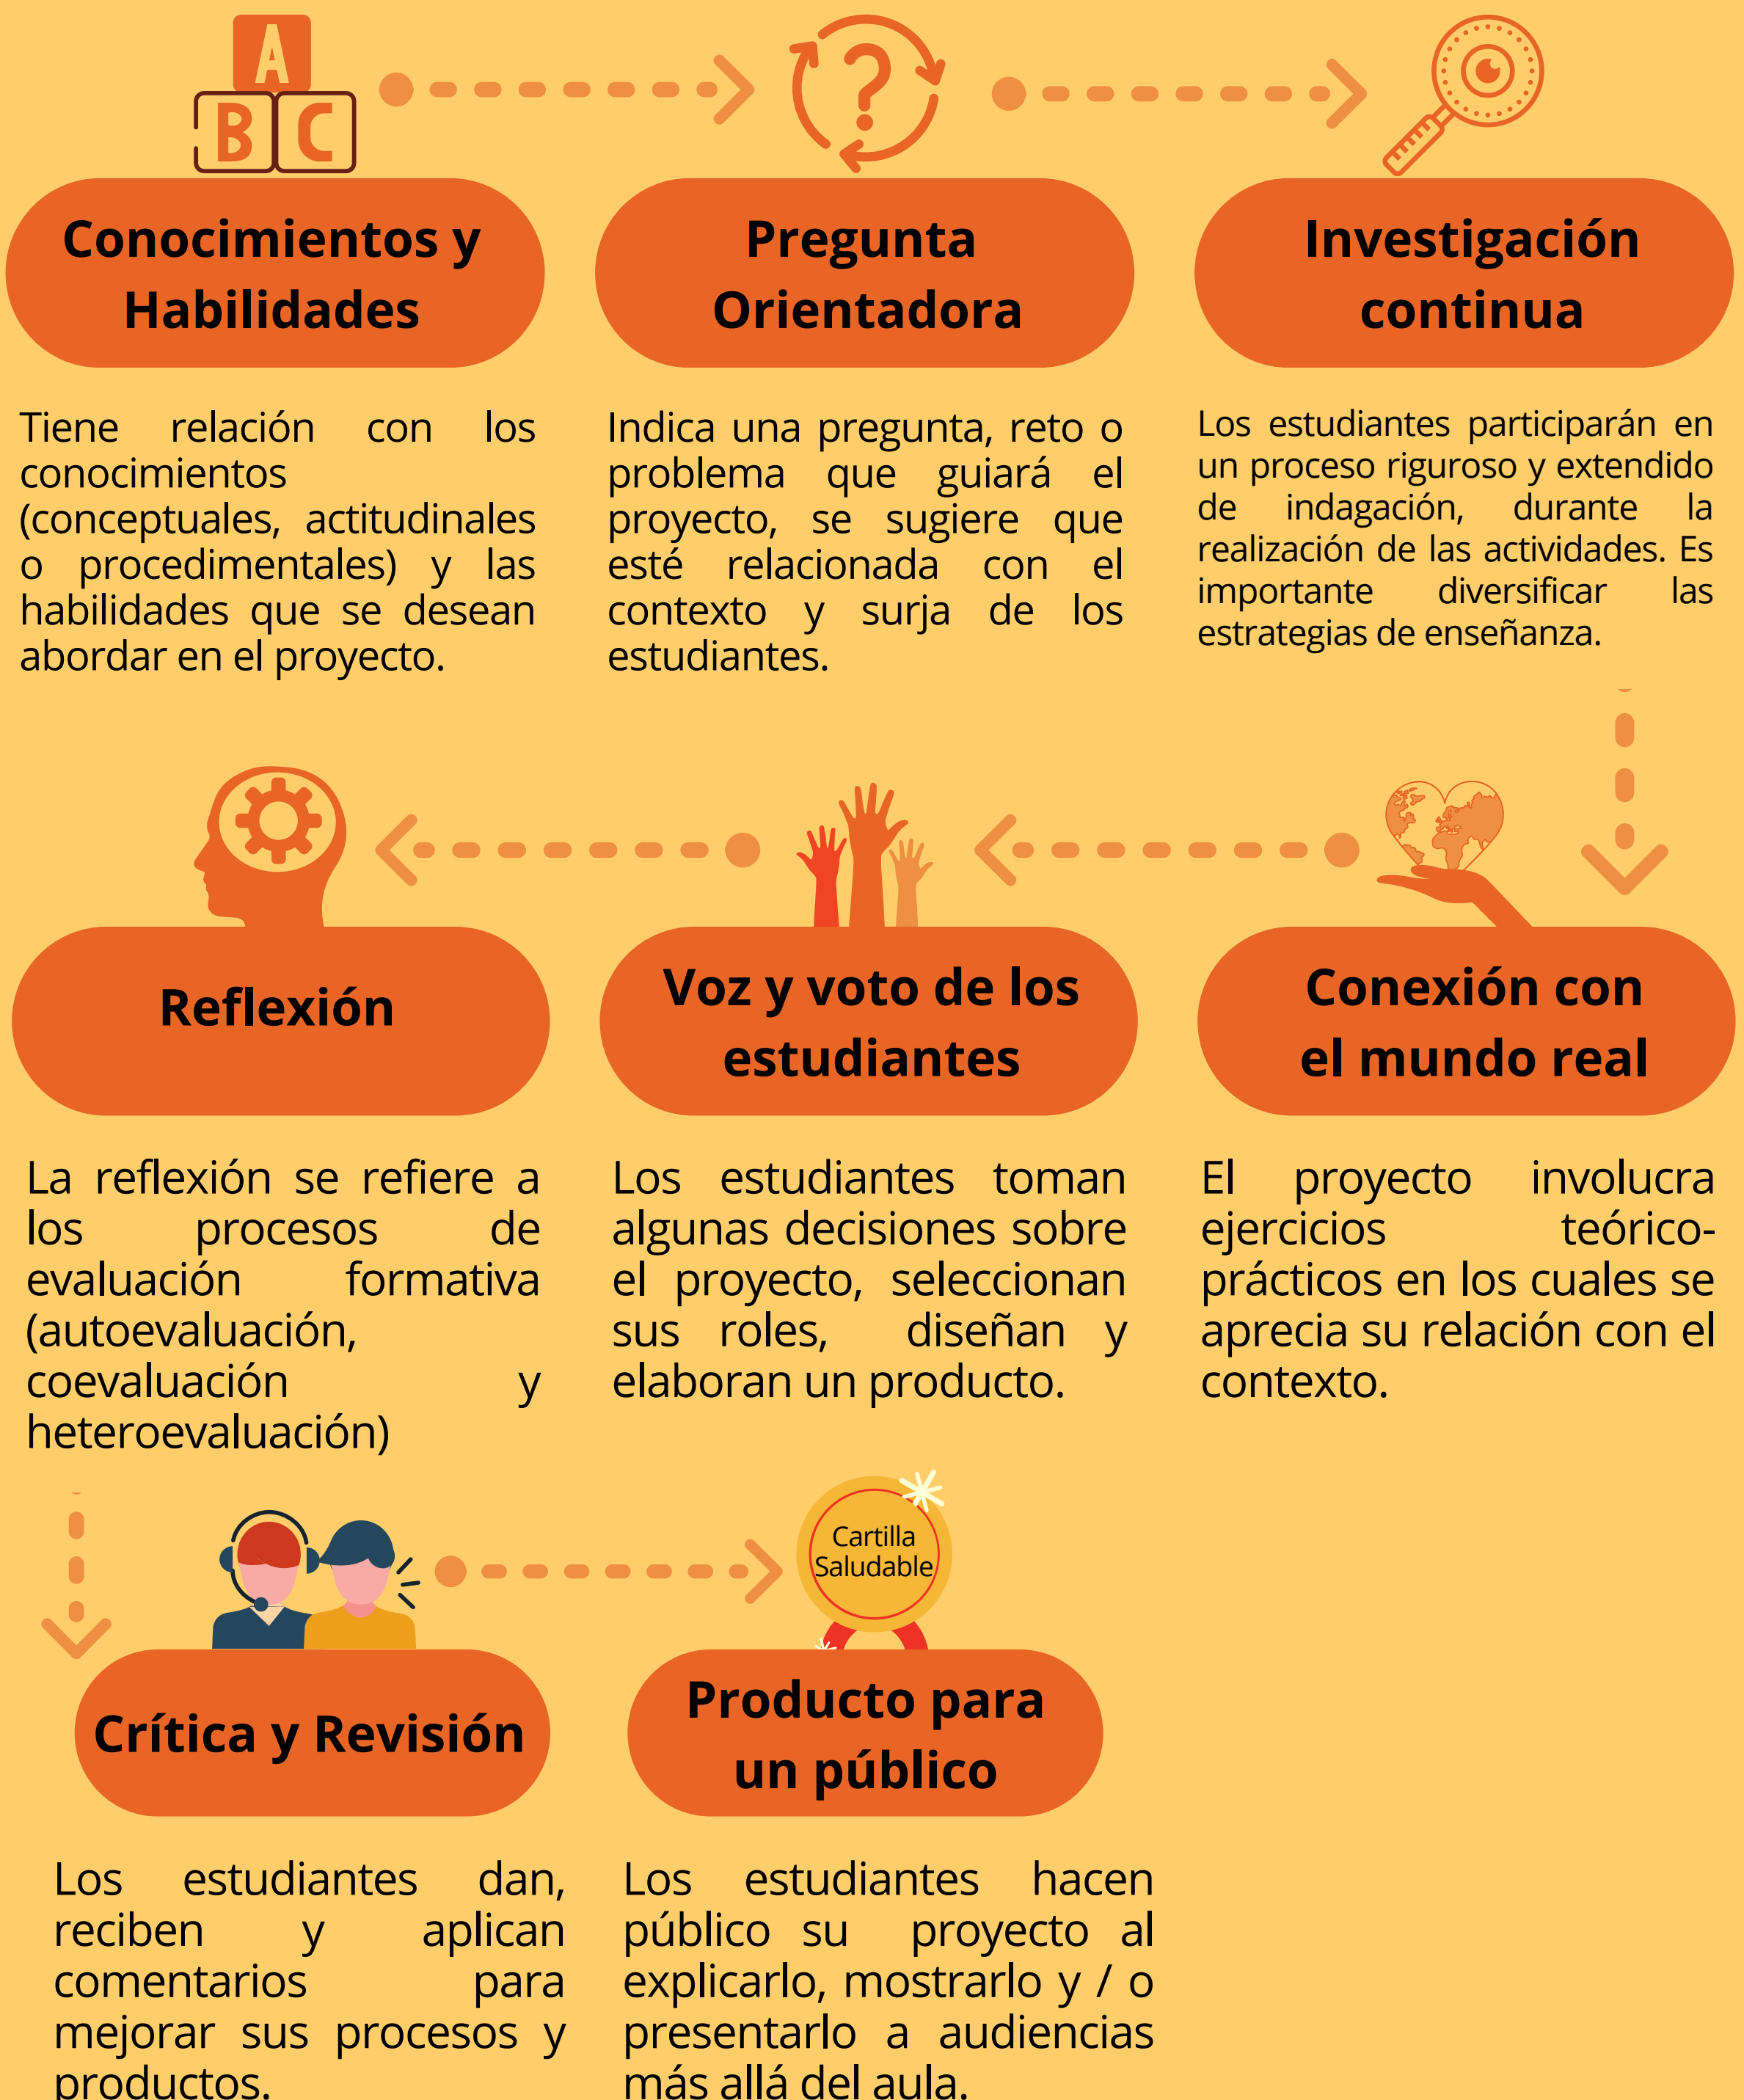 A
B C
Conocimientos y
Habilidades
Tiene relación con los
conocimientos
(conceptuales, actitudinales
o procedimentales) y las
habilidades que se desean
abordar en el proyecto.
Pregunta
Orientadora
Indica una pregunta, reto o
problema que guiará el
proyecto, se sugiere que
esté relacionada con el
contexto y surja de los
estudiantes.
Investigación
continua
Los estudiantes participarán en
un proceso riguroso y extendido
de indagación, durante la
realización de las actividades. Es
importante diversificar las
estrategias de enseñanza.
Conexión con
el mundo real
El proyecto involucra
ejercicios teórico-
prácticos en los cuales se
aprecia su relación con el
contexto.
Voz y voto de los
estudiantes
Los estudiantes toman
algunas decisiones sobre
el proyecto, seleccionan
sus roles, diseñan y
elaboran un producto.
Reflexión
La reflexión se refiere a
los procesos de
evaluación formativa
(autoevaluación,
coevaluación y
heteroevaluación)
Crítica y Revisión
Los estudiantes dan,
reciben y aplican
comentarios para
mejorar sus procesos y
productos.
Cartilla
Saludable
Producto para
un público
Los estudiantes hacen
público su proyecto al
explicarlo, mostrarlo y / o
presentarlo a audiencias
más allá del aula.